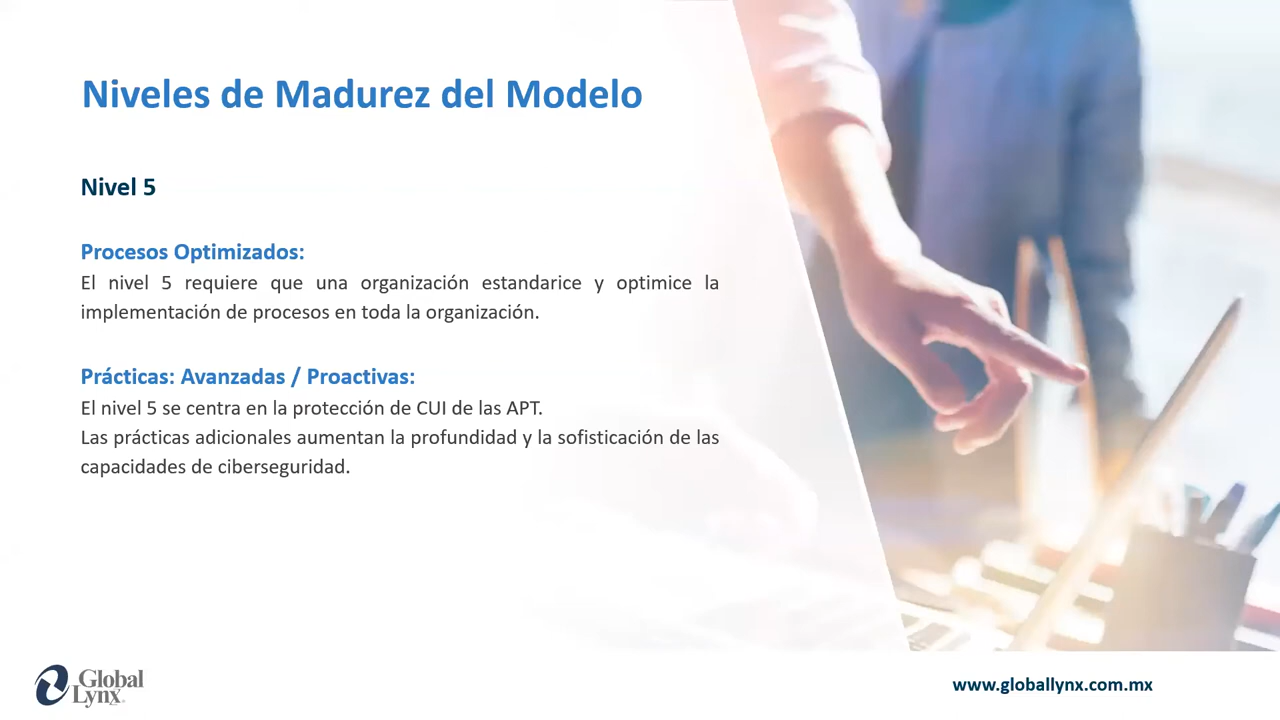 Niveles de Madurez del Modelo
Nivel 5
Procesos Optimizados:
El nivel 5 requiere que una organización estandarice y optimice la
implementación de procesos en toda la organización.
Prácticas: Avanzadas / Proactivas:
El nivel 5 se centra en la protección de CUI de las APT.
Las prácticas adicionales aumentan la profundidad y la sofisticación de las
capacidades de ciberseguridad.
Global
Lynx
www.globallynx.com.mx